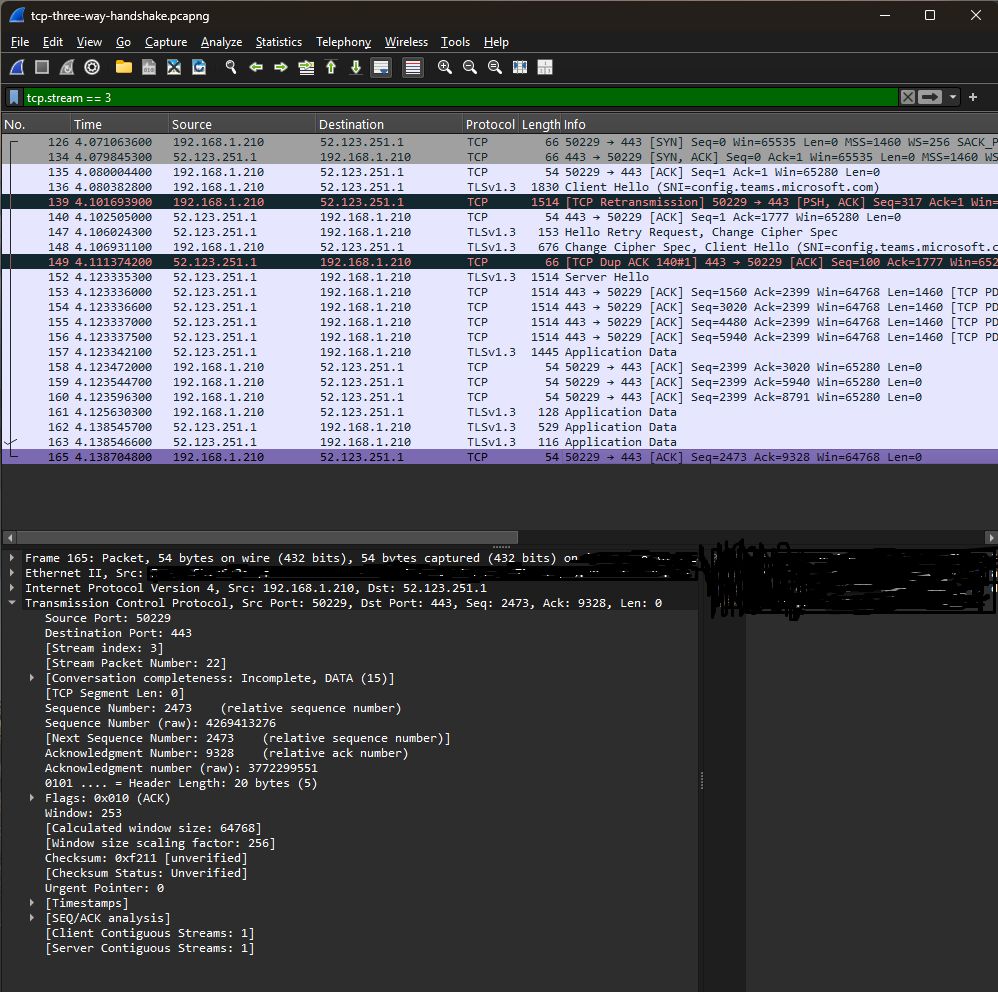 tcp-three-way-handshake.pcapng
File Edit View Go Capture Analyze Statistics Telephony Wireless Tools Help
tcp.stream == 3
No. Time Source Destination Protocol Length Info
126 4.071063600 192.168.1.210 52.123.251.1 TCP 66 50229 → 443 [SYN] Seq=0 Win=65535 Len=0 MSS=1460 WS=256 SACK_P
134 4.079845300 52.123.251.1 192.168.1.210 TCP 66 443 → 50229 [SYN, ACK] Seq=0 Ack=1 Win=65535 Len=0 MSS=1460 WS
135 4.080004400 192.168.1.210 52.123.251.1 TCP 54 50229 → 443 [ACK] Seq=1 Ack=1 Win=65280 Len=0
136 4.080382800 192.168.1.210 52.123.251.1 TLSv1.3 1830 Client Hello (SNI=config.teams.microsoft.com)
139 4.101693900 192.168.1.210 52.123.251.1 TCP 1514 [TCP Retransmission] 50229 → 443 [PSH, ACK] Seq=317 Ack=1 Win=
140 4.102505000 52.123.251.1 192.168.1.210 TCP 54 443 → 50229 [ACK] Seq=1 Ack=1777 Win=65280 Len=0
147 4.106024300 52.123.251.1 192.168.1.210 TLSv1.3 153 Hello Retry Request, Change Cipher Spec
148 4.106931100 192.168.1.210 52.123.251.1 TLSv1.3 676 Change Cipher Spec, Client Hello (SNI=config.teams.microsoft.c
149 4.111374200 52.123.251.1 192.168.1.210 TCP 66 [TCP Dup ACK 140#1] 443 → 50229 [ACK] Seq=100 Ack=1777 Win=652
152 4.123335300 52.123.251.1 192.168.1.210 TLSv1.3 1514 Server Hello
153 4.123336000 52.123.251.1 192.168.1.210 TCP 1514 443 → 50229 [ACK] Seq=1560 Ack=2399 Win=64768 Len=1460 [TCP PD
154 4.123336600 52.123.251.1 192.168.1.210 TCP 1514 443 → 50229 [ACK] Seq=3020 Ack=2399 Win=64768 Len=1460 [TCP PD
155 4.123337000 52.123.251.1 192.168.1.210 TCP 1514 443 → 50229 [ACK] Seq=4480 Ack=2399 Win=64768 Len=1460 [TCP PD
156 4.123337500 52.123.251.1 192.168.1.210 TCP 1514 443 → 50229 [ACK] Seq=5940 Ack=2399 Win=64768 Len=1460 [TCP PD
157 4.123342100 52.123.251.1 192.168.1.210 TLSv1.3 1445 Application Data
158 4.123472000 192.168.1.210 52.123.251.1 TCP 54 50229 → 443 [ACK] Seq=2399 Ack=3020 Win=65280 Len=0
159 4.123544700 192.168.1.210 52.123.251.1 TCP 54 50229 → 443 [ACK] Seq=2399 Ack=5940 Win=65280 Len=0
160 4.123596300 192.168.1.210 52.123.251.1 TCP 54 50229 → 443 [ACK] Seq=2399 Ack=8791 Win=65280 Len=0
161 4.125630300 192.168.1.210 52.123.251.1 TLSv1.3 128 Application Data
162 4.138545700 52.123.251.1 192.168.1.210 TLSv1.3 529 Application Data
163 4.138546600 52.123.251.1 192.168.1.210 TLSv1.3 116 Application Data
165 4.138704800 192.168.1.210 52.123.251.1 TCP 54 50229 → 443 [ACK] Seq=2473 Ack=9328 Win=64768 Len=0
Frame 165: Packet, 54 bytes on wire (432 bits), 54 bytes captured (432 bits) on
Ethernet II, Src:
Internet Protocol Version 4, Src: 192.168.1.210, Dst: 52.123.251.1
Transmission Control Protocol, Src Port: 50229, Dst Port: 443, Seq: 2473, Ack: 9328, Len: 0
Source Port: 50229
Destination Port: 443
[Stream index: 3]
[Stream Packet Number: 22]
[Conversation completeness: Incomplete, DATA (15)]
[TCP Segment Len: 0]
Sequence Number: 2473 (relative sequence number)
Sequence Number (raw): 4269413276
[Next Sequence Number: 2473 (relative sequence number)]
Acknowledgment Number: 9328 (relative ack number)
Acknowledgment number (raw): 3772299551
0101 .... = Header Length: 20 bytes (5)
Flags: 0x010 (ACK)
Window: 253
[Calculated window size: 64768]
[Window size scaling factor: 256]
Checksum: 0xf211 [unverified]
[Checksum Status: Unverified]
Urgent Pointer: 0
[Timestamps]
[SEQ/ACK analysis]
[Client Contiguous Streams: 1]
[Server Contiguous Streams: 1]